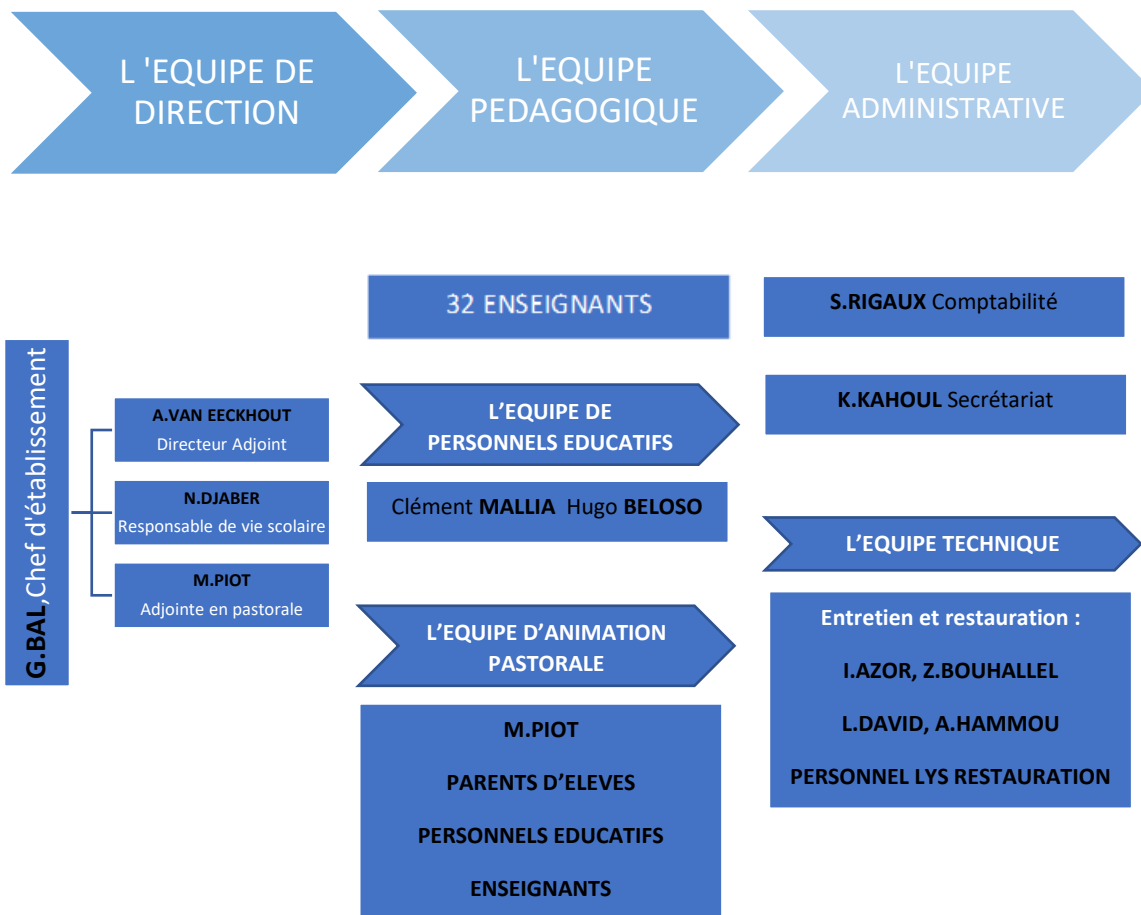 L 'EQUIPE DE
DIRECTION
L'EQUIPE
PEDAGOGIQUE
L'EQUIPE
ADMINISTRATIVE
G.BAL,Chef d'établissement
A.VAN EECKHOUT
Directeur Adjoint
N.DJABER
Responsable de vie scolaire
M.PIOT
Adjointe en pastorale
32 ENSEIGNANTS
L’EQUIPE DE
PERSONNELS EDUCATIFS
Clément MALLIA Hugo BELOSO
L’EQUIPE D’ANIMATION
PASTORALE
M.PIOT
PARENTS D’ELEVES
PERSONNELS EDUCATIFS
ENSEIGNANTS
S.RIGAUX Comptabilité
K.KAHOUL Secrétariat
L’EQUIPE TECHNIQUE
Entretien et restauration :
I.AZOR, Z.BOUHALLEL
L.DAVID, A.HAMMOU
PERSONNEL LYS RESTAURATION